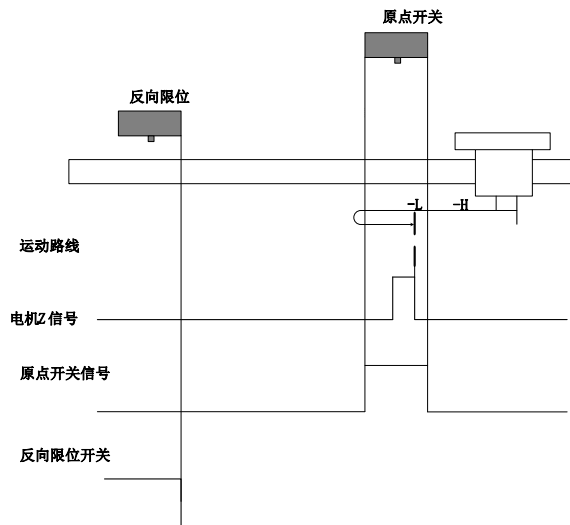 原点开关
反向限位
-L
-H
运动路线
电机Z信号
原点开关信号
反向限位开关